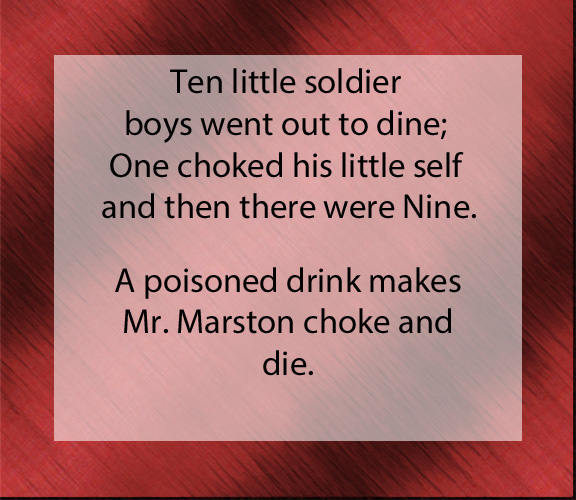 Ten little soldier
boys went out to dine;
One choked his little self
and then there were Nine.
A poisoned drink makes
Mr. Marston choke and
die.